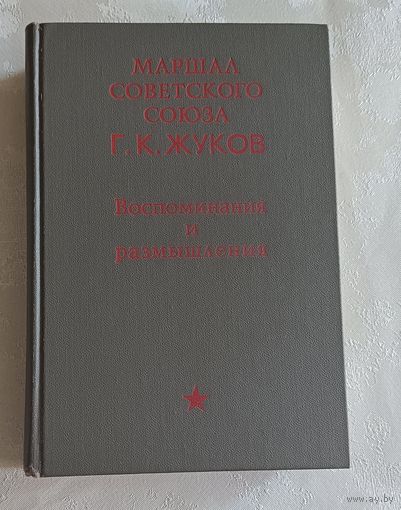 МАРШАЛ
СОВЕТСКОГО
СОЮЗА
Г. К. ЖУКОВ
Воспоминания
и
размышления
www.ay.by